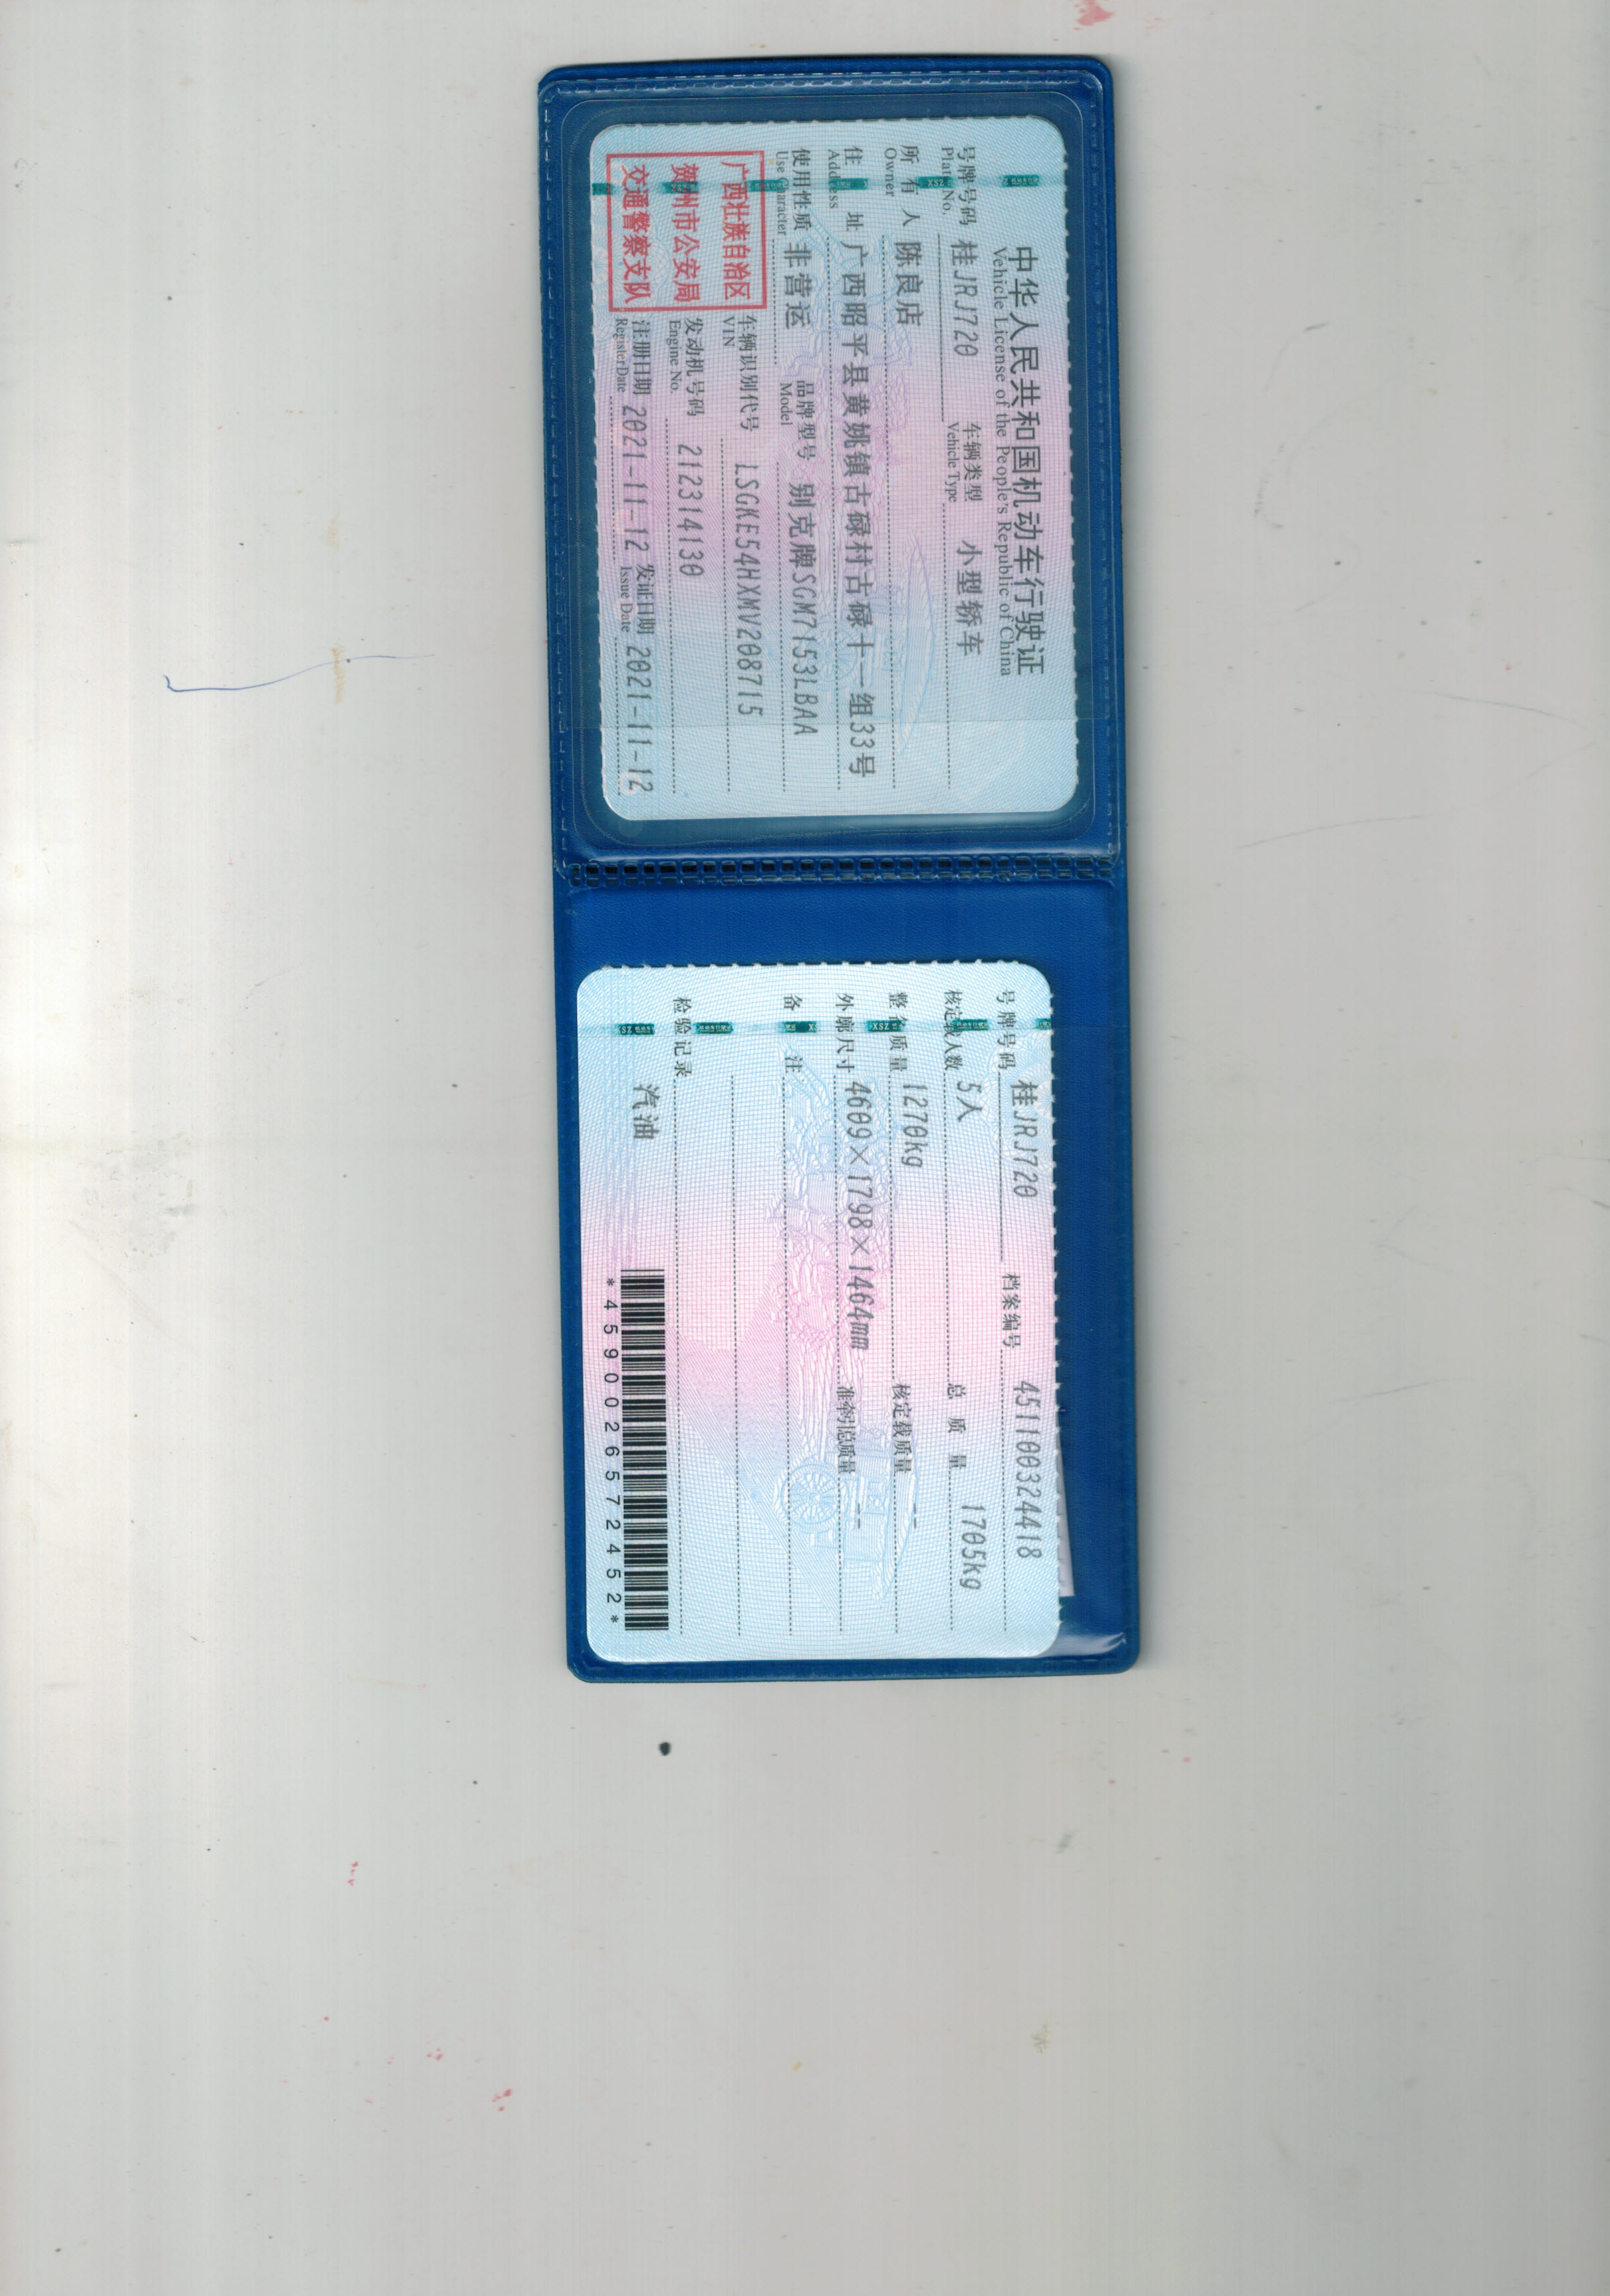 中华人民共和国机动车行驶证
Vehicle License of the People's Republic of China
号牌号码 桂JRJ720 车辆类型 小型轿车
Plate No. Vehicle Type
所有人 陈良店
Owner
住址 广西昭平县黄姚镇古碌村古碌十一组33号
Address
使用性质 非营运 品牌型号 别克牌SGM7153LBAA
Use Character Model
广西壮族自治区
贺州市公安局
交通警察支队
车辆识别代号 LSGKE54HXMV208715
VIN
发动机号码 212314130
Engine No.
注册日期 2021-11-12 发证日期 2021-11-12
Register Date Issue Date
号牌号码 桂JRJ720 档案编号 451100324418
核定载人数 5人 总质量 1705kg
整备质量 1270kg 核定载质量 --
外廓尺寸 4609×1798×1464mm 准牵引总质量 --
备注
检验记录
汽油
*4590026572452*